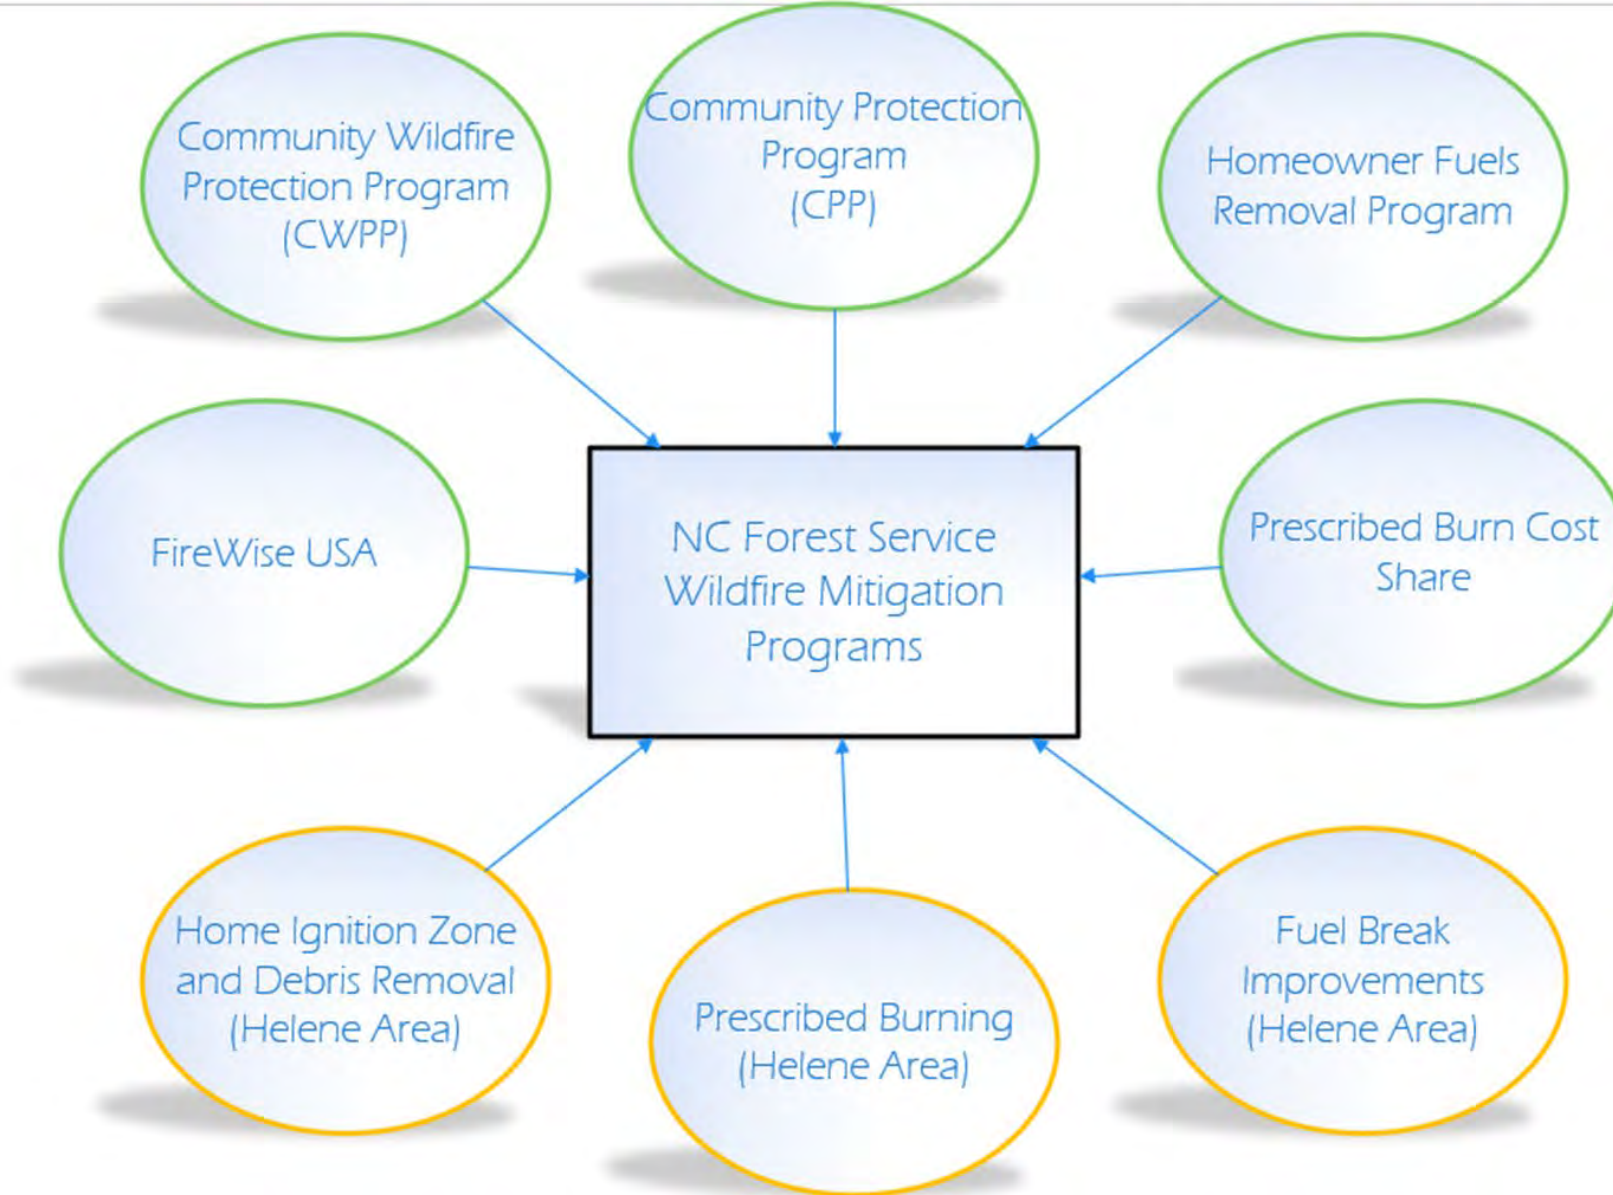 Community Wildfire
Protection Program
(CWPP)
Community Protection
Program
(CPP)
Homeowner Fuels
Removal Program
FireWise USA
NC Forest Service
Wildfire Mitigation
Programs
Prescribed Burn Cost
Share
Home Ignition Zone
and Debris Removal
(Helene Area)
Prescribed Burning
(Helene Area)
Fuel Break
Improvements
(Helene Area)